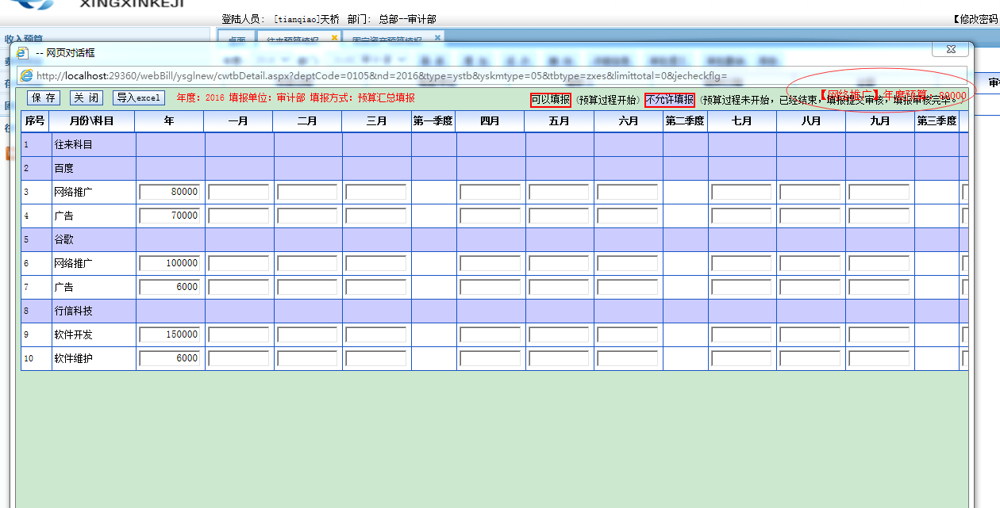 XINGXINKEJI
登陆人员： [tianqiao]天桥 部门： 总部--审计部
【修改密码
收入预算
桌面 往来预算填报 固定资产预算填报
-- 网页对话框
http://localhost:29360/webBill/ysglnew/cwtbDetail.aspx?deptCode=0105&nd=2016&type=ystb&yskmtype=05&tbtype=zxes&limittotal=0&jecheckflg=
保 存 关 闭 导入excel 年度：2016 填报单位：审计部 填报方式：预算汇总填报
可以填报 (预算过程开始) 不允许填报 (预算过程未开始，已经结束，填报提交审核，填报审核完毕。)
【网络推广】年度预算：80000
序号 月份\科目 年 一月 二月 三月 第一季度 四月 五月 六月 第二季度 七月 八月 九月 第三季度
1 往来科目
2 百度
3 网络推广 80000
4 广告 70000
5 谷歌
6 网络推广 100000
7 广告 6000
8 行信科技
9 软件开发 150000
10 软件维护 6000